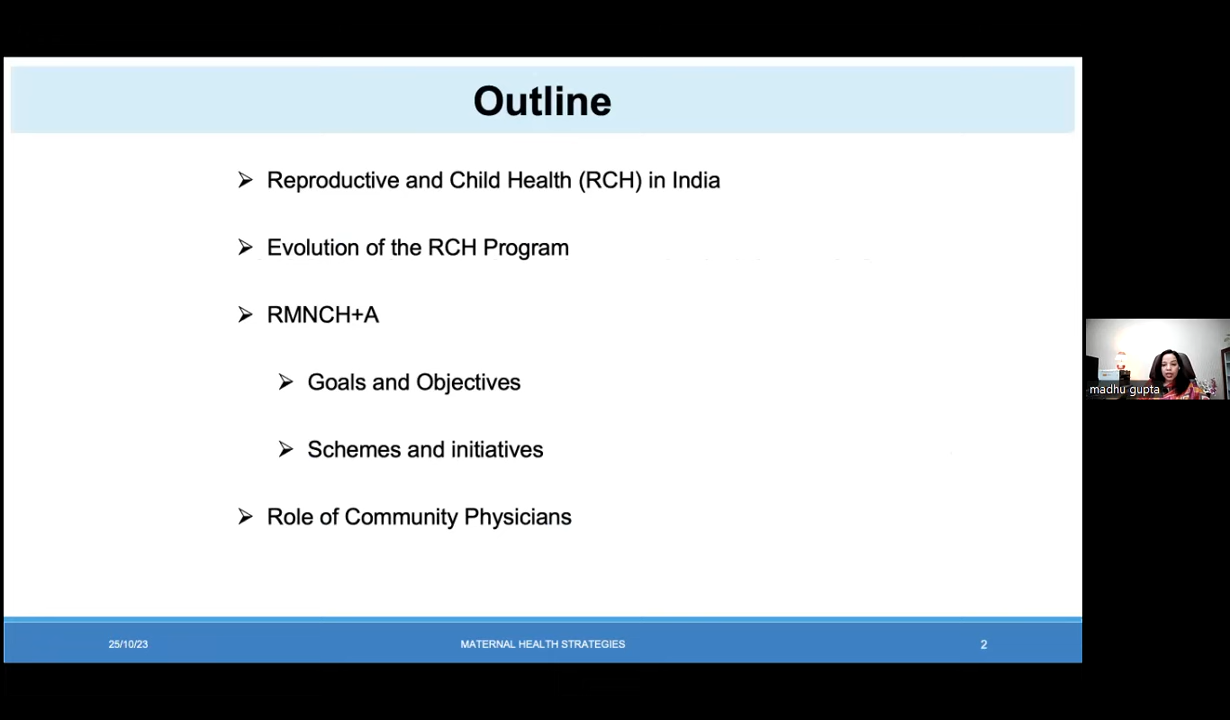 Outline
Reproductive and Child Health (RCH) in India
Evolution of the RCH Program
RMNCH+A
Goals and Objectives
Schemes and initiatives
Role of Community Physicians
25/10/23
MATERNAL HEALTH STRATEGIES
2
madhu gupta